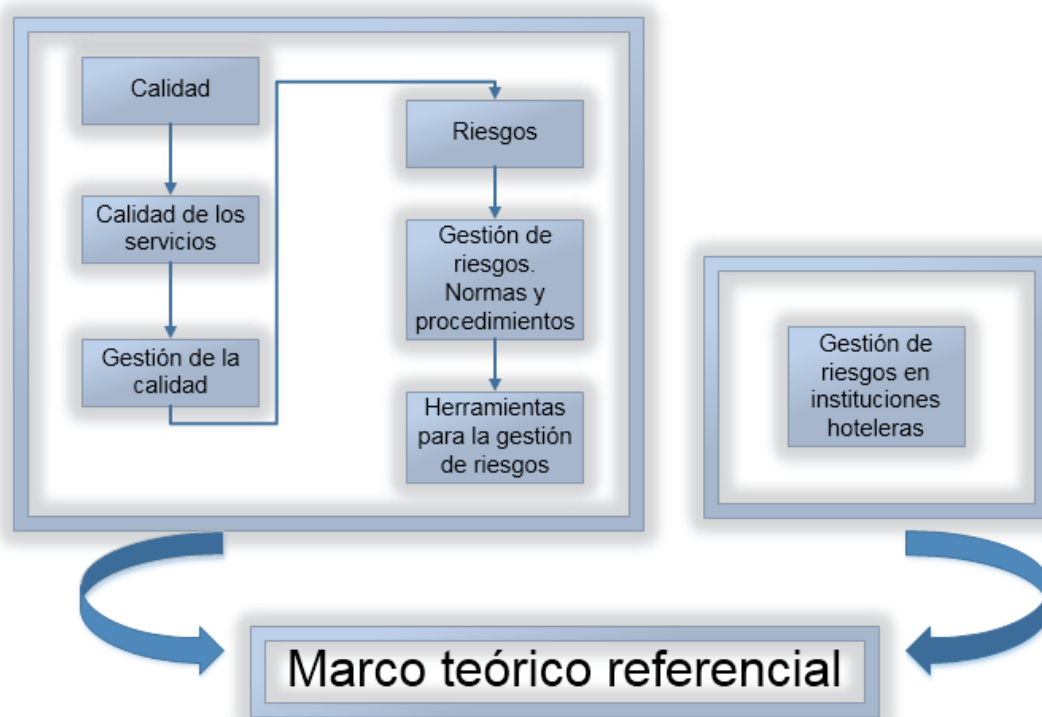 Calidad
Calidad de los
servicios
Gestión de la
calidad
Riesgos
Gestión de
riesgos.
Normas y
procedimientos
Herramientas
para la gestión
de riesgos
Gestión de
riesgos en
instituciones
hoteleras
Marco teórico referencial